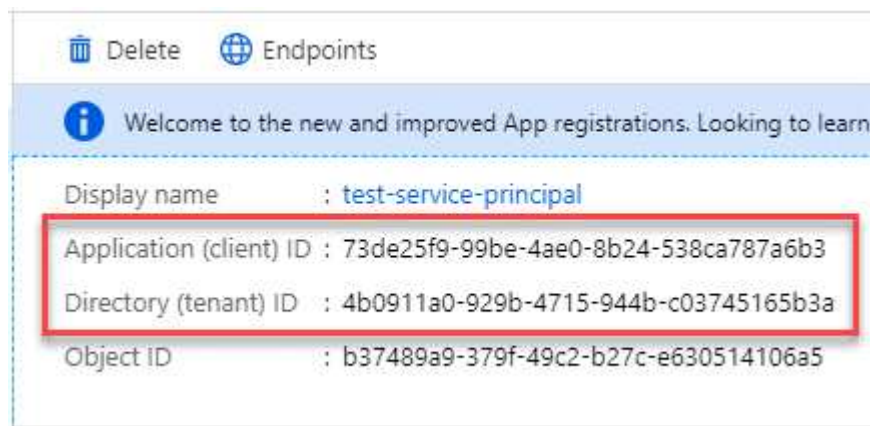 Delete Endpoints
Welcome to the new and improved App registrations. Looking to learn
Display name : test-service-principal
Application (client) ID : 73de25f9-99be-4ae0-8b24-538ca787a6b3
Directory (tenant) ID : 4b0911a0-929b-4715-944b-c03745165b3a
Object ID : b37489a9-379f-49c2-b27c-e630514106a5